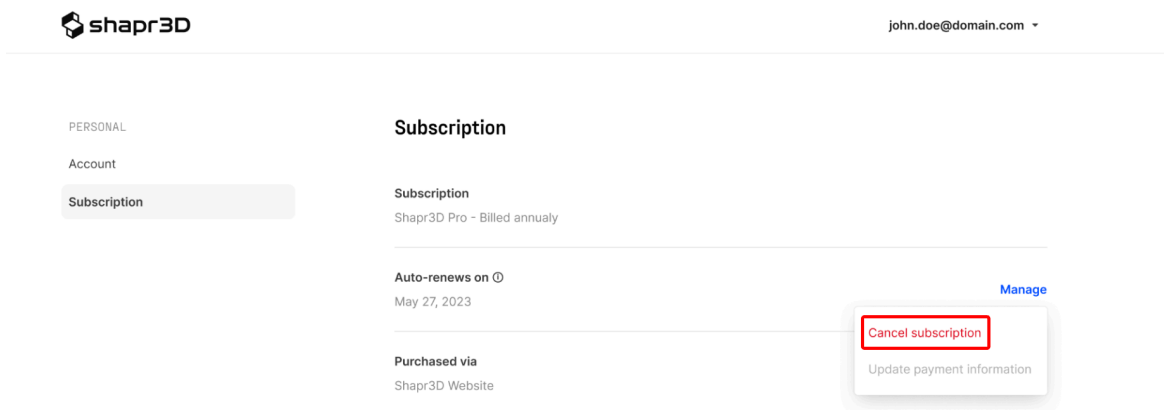 shapr3D
john.doe@domain.com
PERSONAL
Account
Subscription
Subscription
Subscription
Shapr3D Pro - Billed annualy
Auto-renews on
May 27, 2023
Manage
Cancel subscription
Update payment information
Purchased via
Shapr3D Website